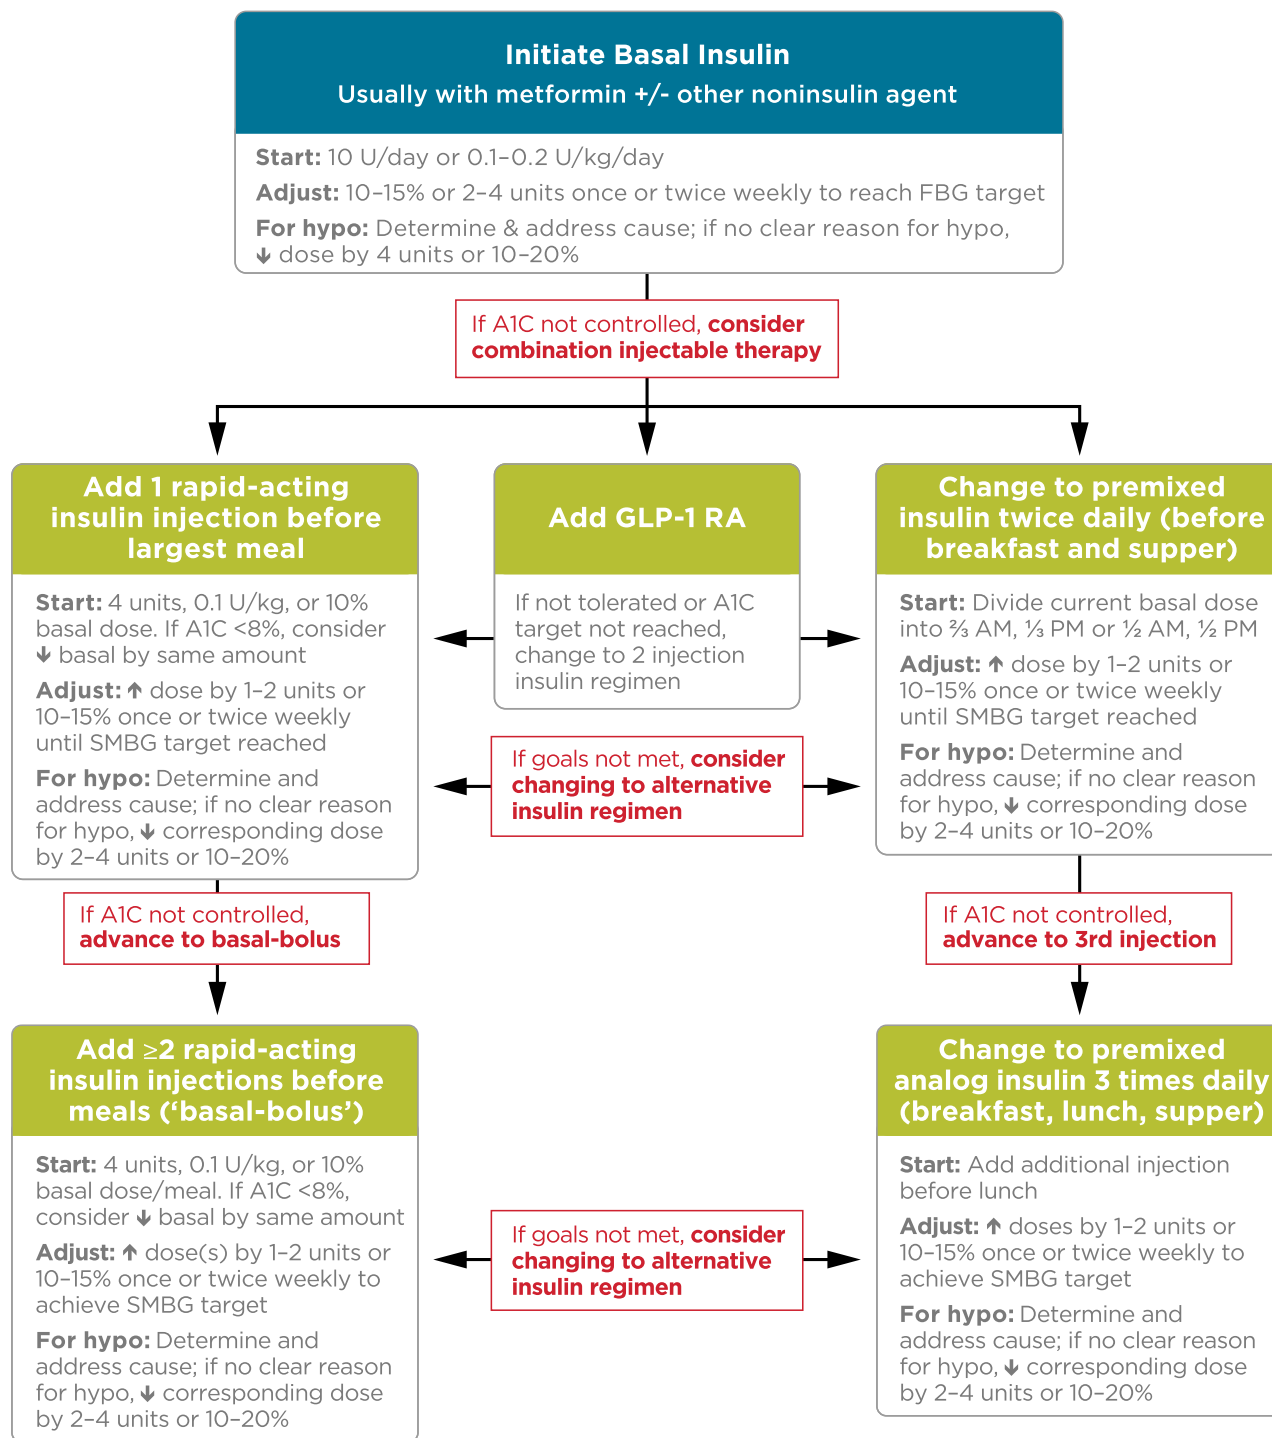 Initiate Basal Insulin
Usually with metformin +/- other noninsulin agent
Start: 10 U/day or 0.1–0.2 U/kg/day
Adjust: 10–15% or 2–4 units once or twice weekly to reach FBG target
For hypo: Determine & address cause; if no clear reason for hypo,
🡻 dose by 4 units or 10–20%
If A1C not controlled, consider
combination injectable therapy
Add 1 rapid-acting
insulin injection before
largest meal
Start: 4 units, 0.1 U/kg, or 10%
basal dose. If A1C <8%, consider
🡻 basal by same amount
Adjust: 🡹 dose by 1–2 units or
10–15% once or twice weekly
until SMBG target reached
For hypo: Determine and
address cause; if no clear reason
for hypo, 🡻 corresponding dose
by 2–4 units or 10–20%
Add GLP-1 RA
If not tolerated or A1C
target not reached,
change to 2 injection
insulin regimen
Change to premixed
insulin twice daily (before
breakfast and supper)
Start: Divide current basal dose
into ⅔ AM, ⅓ PM or ½ AM, ½ PM
Adjust: 🡹 dose by 1–2 units or
10–15% once or twice weekly
until SMBG target reached
For hypo: Determine and
address cause; if no clear reason
for hypo, 🡻 corresponding dose
by 2–4 units or 10–20%
If goals not met, consider
changing to alternative
insulin regimen
If A1C not controlled,
advance to basal-bolus
If A1C not controlled,
advance to 3rd injection
Add ≥2 rapid-acting
insulin injections before
meals (‘basal-bolus’)
Start: 4 units, 0.1 U/kg, or 10%
basal dose/meal. If A1C <8%,
consider 🡻 basal by same amount
Adjust: 🡹 dose(s) by 1–2 units or
10–15% once or twice weekly to
achieve SMBG target
For hypo: Determine and
address cause; if no clear reason
for hypo, 🡻 corresponding dose
by 2–4 units or 10–20%
If goals not met, consider
changing to alternative
insulin regimen
Change to premixed
analog insulin 3 times daily
(breakfast, lunch, supper)
Start: Add additional injection
before lunch
Adjust: 🡹 doses by 1–2 units or
10–15% once or twice weekly to
achieve SMBG target
For hypo: Determine and
address cause; if no clear reason
for hypo, 🡻 corresponding dose
by 2–4 units or 10–20%